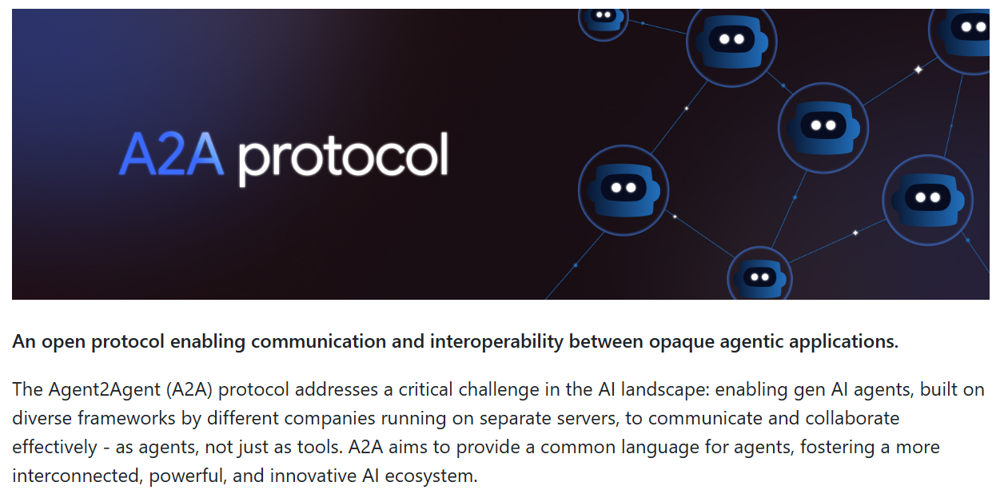 A2A protocol
An open protocol enabling communication and interoperability between opaque agentic applications.
The Agent2Agent (A2A) protocol addresses a critical challenge in the AI landscape: enabling gen AI agents, built on
diverse frameworks by different companies running on separate servers, to communicate and collaborate
effectively - as agents, not just as tools. A2A aims to provide a common language for agents, fostering a more
interconnected, powerful, and innovative AI ecosystem.